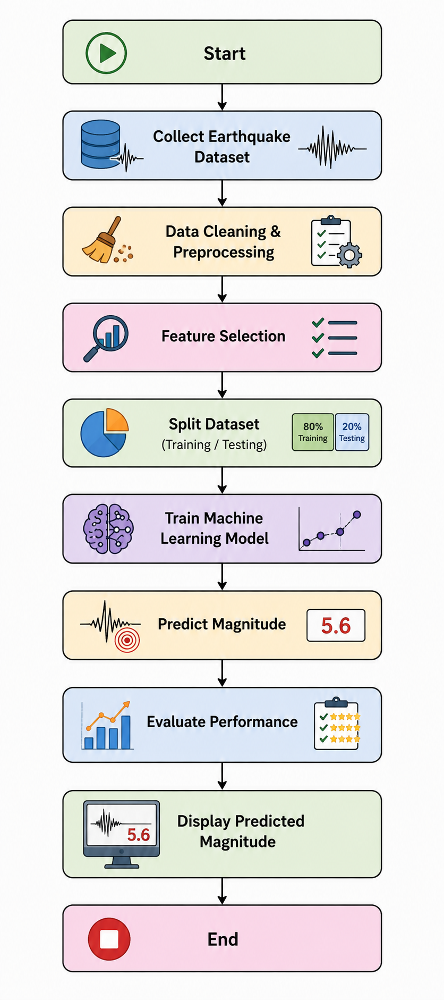 Start
Collect Earthquake
Dataset
Data Cleaning &
Preprocessing
Feature Selection
Split Dataset
(Training / Testing)
80%
Training
20%
Testing
Train Machine
Learning Model
Predict Magnitude
5.6
Evaluate Performance
5.6
Display Predicted
Magnitude
End